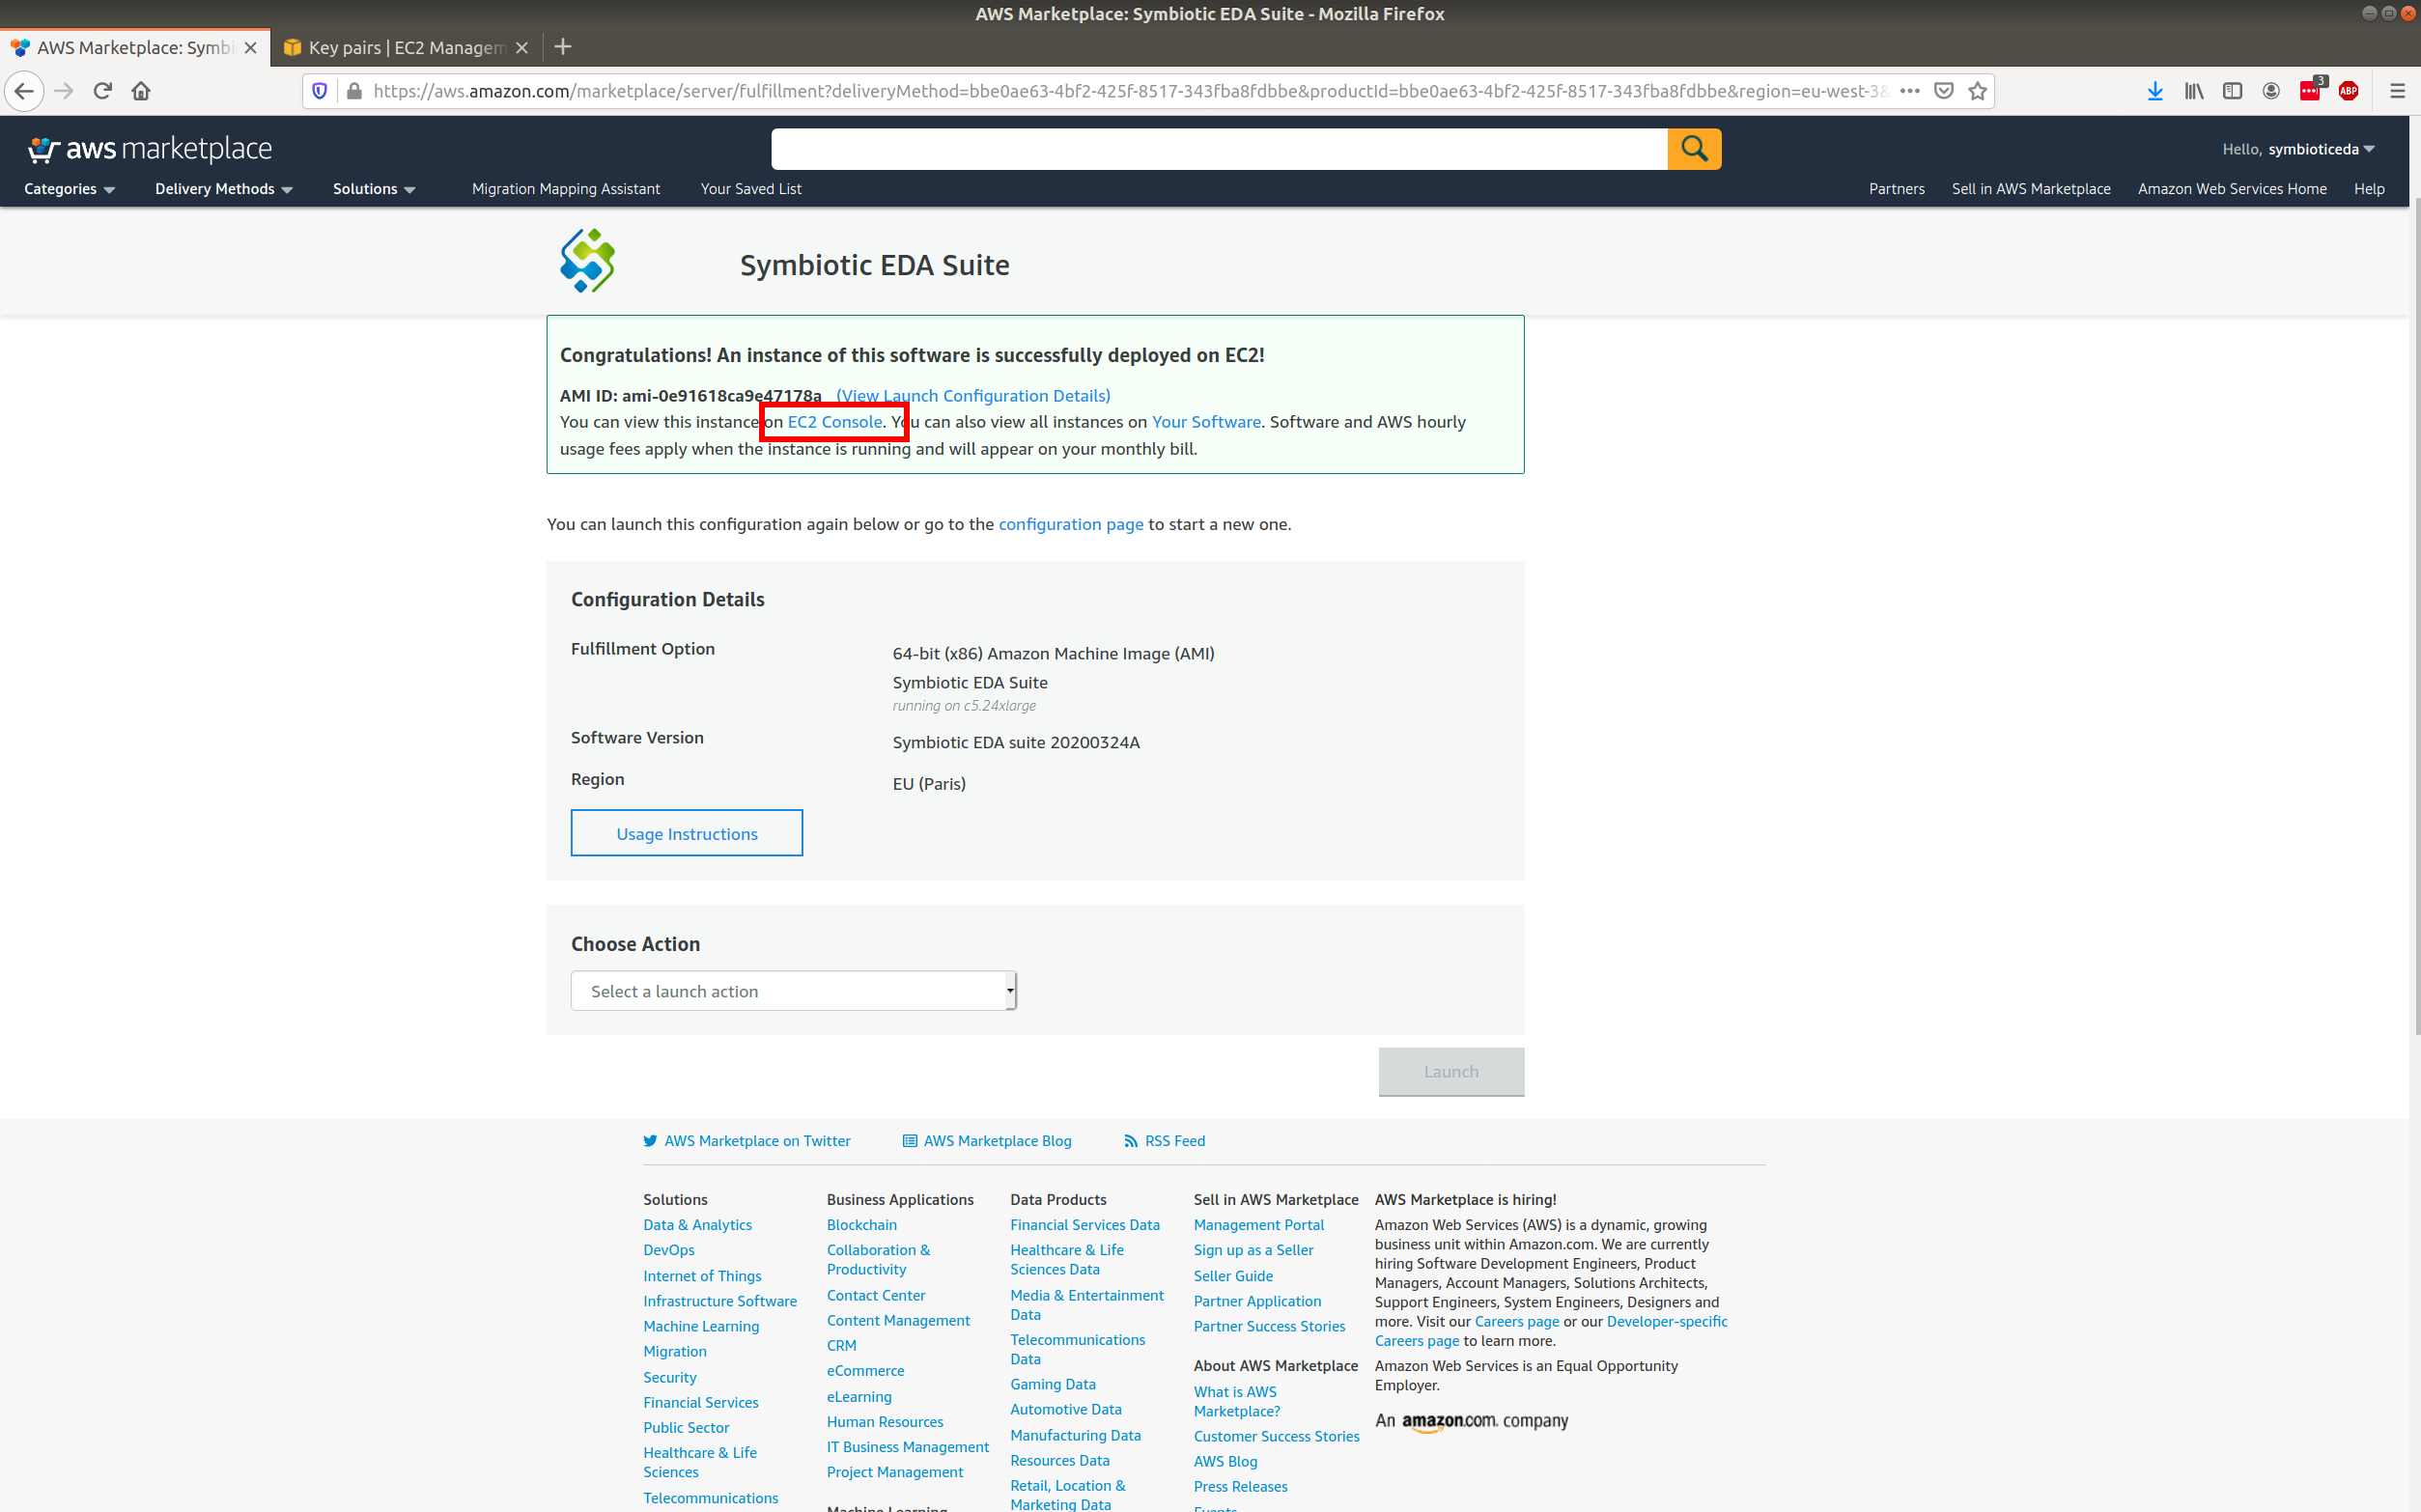 AWS Marketplace: Symbiotic EDA Suite - Mozilla Firefox
AWS Marketplace: Symbi
Key pairs | EC2 Managem
https://aws.amazon.com/marketplace/server/fulfillment?deliveryMethod=bbe0ae63-4bf2-425f-8517-343fba8fdbbe&productId=bbe0ae63-4bf2-425f-8517-343fba8fdbbe&region=eu-west-3&
3
ABP
aws marketplace
Hello, symbioticeda
Categories
Delivery Methods
Solutions
Migration Mapping Assistant
Your Saved List
Partners
Sell in AWS Marketplace
Amazon Web Services Home
Help
Symbiotic EDA Suite
Congratulations! An instance of this software is successfully deployed on EC2!
AMI ID: ami-0e91618ca9e47178a (View Launch Configuration Details)
You can view this instance on EC2 Console. You can also view all instances on Your Software. Software and AWS hourly
usage fees apply when the instance is running and will appear on your monthly bill.
You can launch this configuration again below or go to the configuration page to start a new one.
Configuration Details
Fulfillment Option
64-bit (x86) Amazon Machine Image (AMI)
Symbiotic EDA Suite
running on c5.24xlarge
Software Version
Symbiotic EDA suite 20200324A
Region
EU (Paris)
Usage Instructions
Choose Action
Select a launch action
Launch
AWS Marketplace on Twitter
AWS Marketplace Blog
RSS Feed
Solutions
Data & Analytics
DevOps
Internet of Things
Infrastructure Software
Machine Learning
Migration
Security
Financial Services
Public Sector
Healthcare & Life
Sciences
Telecommunications
Business Applications
Blockchain
Collaboration &
Productivity
Contact Center
Content Management
CRM
eCommerce
eLearning
Human Resources
IT Business Management
Project Management
Machine Learning
Data Products
Financial Services Data
Healthcare & Life
Sciences Data
Media & Entertainment
Data
Telecommunications
Data
Gaming Data
Automotive Data
Manufacturing Data
Resources Data
Retail, Location &
Marketing Data
Sell in AWS Marketplace
Management Portal
Sign up as a Seller
Seller Guide
Partner Application
Partner Success Stories
About AWS Marketplace
What is AWS
Marketplace?
Customer Success Stories
AWS Blog
Press Releases
Events
AWS Marketplace is hiring!
Amazon Web Services (AWS) is a dynamic, growing
business unit within Amazon.com. We are currently
hiring Software Development Engineers, Product
Managers, Account Managers, Solutions Architects,
Support Engineers, System Engineers, Designers and
more. Visit our Careers page or our Developer-specific
Careers page to learn more.
Amazon Web Services is an Equal Opportunity
Employer.
An amazon.com. company